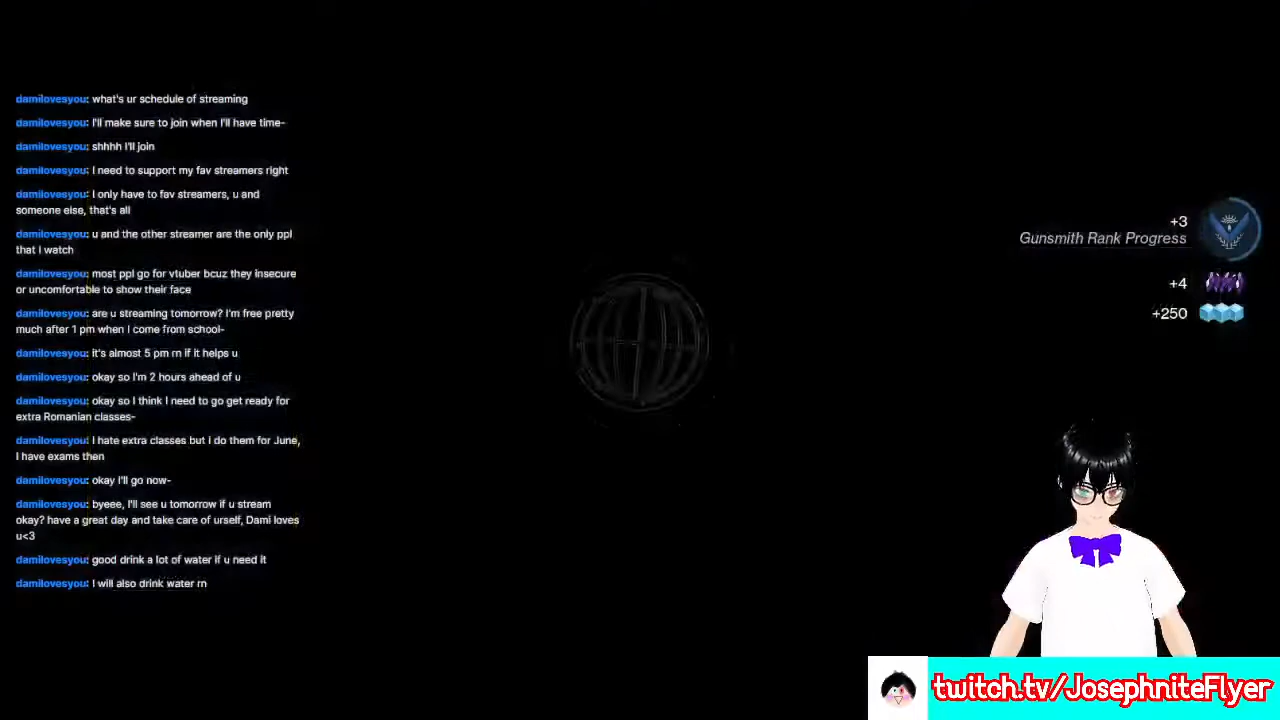 damilovesyou: what's ur schedule of streaming
damilovesyou: I'll make sure to join when I'll have time-
damilovesyou: shhhh I'll join
damilovesyou: I need to support my fav streamers right
damilovesyou: I only have to fav streamers, u and
someone else, that's all
damilovesyou: u and the other streamer are the only ppl
that I watch
damilovesyou: most ppl go for vtuber bcuz they insecure
or uncomfortable to show their face
damilovesyou: are u streaming tomorrow? I'm free pretty
much after 1 pm when I come from school-
damilovesyou: it's almost 5 pm rn if it helps u
damilovesyou: okay so I'm 2 hours ahead of u
damilovesyou: okay so I think I need to go get ready for
extra Romanian classes-
damilovesyou: I hate extra classes but i do them for June,
I have exams then
damilovesyou: okay I'll go now-
damilovesyou: byeee, I'll see u tomorrow if u stream
okay? have a great day and take care of urself, Dami loves
u<3
damilovesyou: good drink a lot of water if u need it
damilovesyou: I will also drink water rn
+3
Gunsmith Rank Progress
+4
+250
twitch.tv/JosephniteFlyer